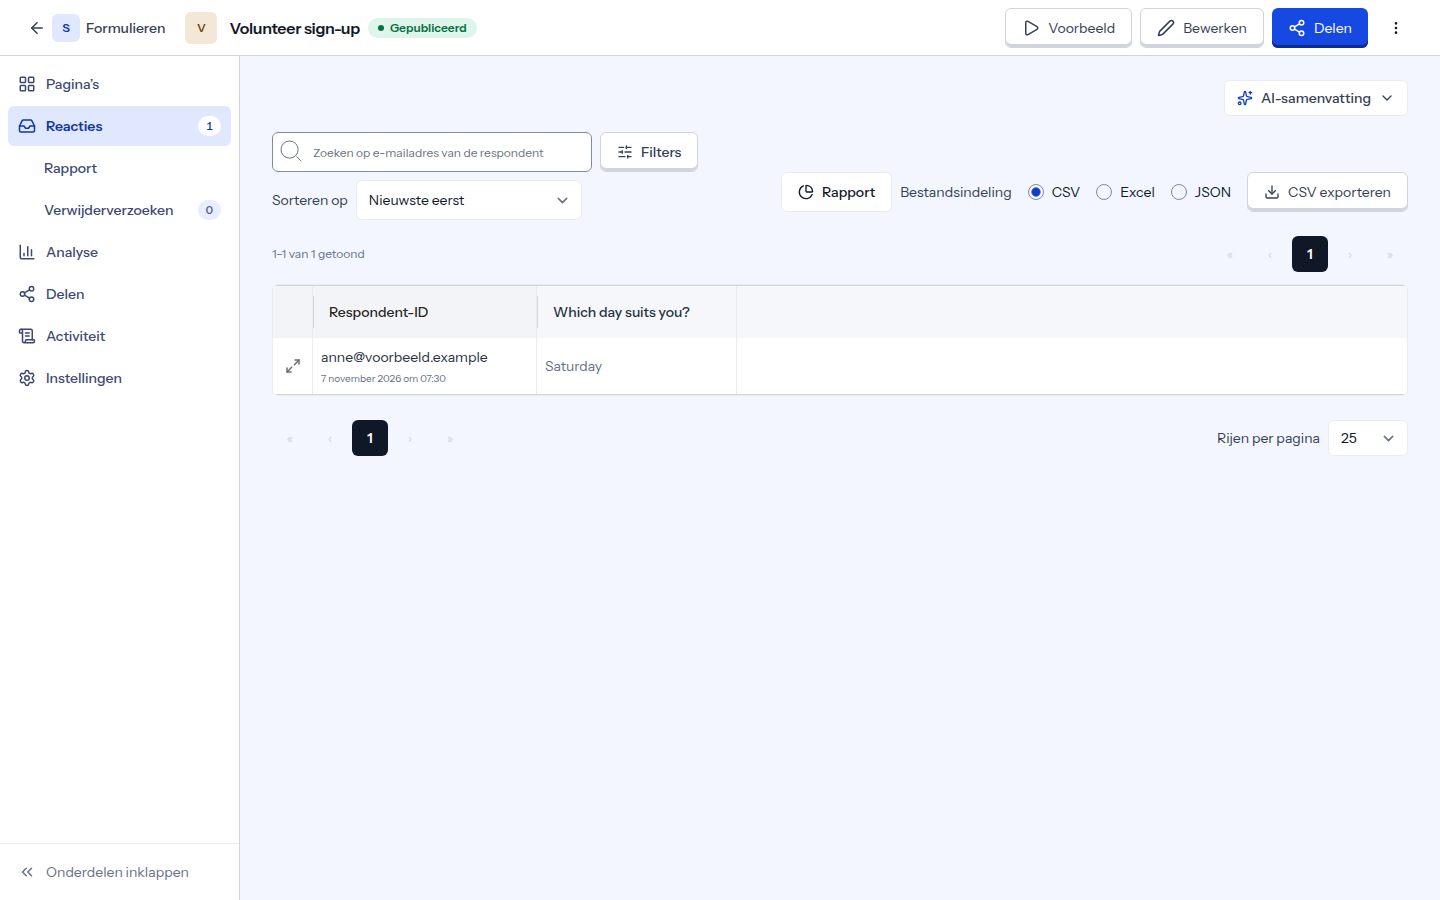 S Formulieren V Volunteer sign-up Gepubliceerd Voorbeeld Bewerken Delen
Pagina's
Reacties 1
Rapport
Verwijderverzoeken 0
Analyse
Delen
Activiteit
Instellingen
Onderdelen inklappen
AI-samenvatting
Zoeken op e-mailadres van de respondent Filters
Sorteren op Nieuwste eerst
Rapport Bestandsindeling CSV Excel JSON CSV exporteren
1–1 van 1 getoond « ‹ 1 › »
Respondent-ID Which day suits you?
anne@voorbeeld.example Saturday
7 november 2026 om 07:30
« ‹ 1 › » Rijen per pagina 25